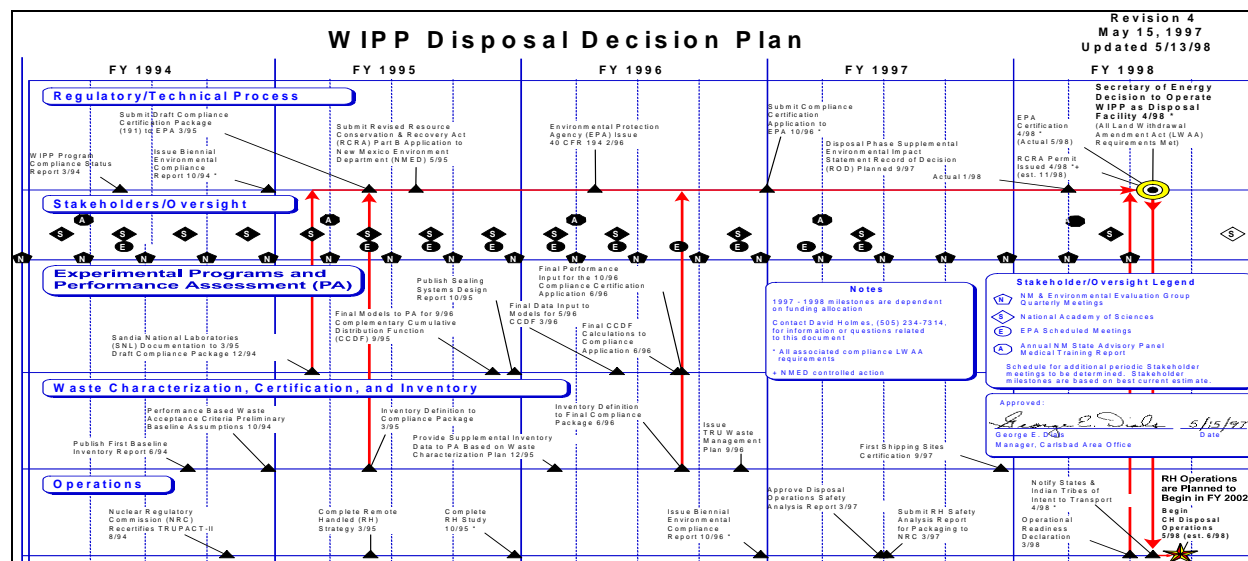 WIPP Disposal Decision Plan
Revision 4
May 15, 1997
Updated 5/13/98
FY 1994
FY 1995
FY 1996
FY 1997
FY 1998
Regulatory/Technical Process
Submit Draft Compliance
Certification Package
(191) to EPA 3/95
WIPP Program
Compliance Status
Report 3/94
Issue Biennial
Environmental
Compliance
Report 10/94 *
Submit Revised Resource
Conservation & Recovery Act
(RCRA) Part B Application to
New Mexico Environment
Department (NMED) 5/95
Environmental Protection
Agency (EPA) Issue
40 CFR 194 2/96
Submit Compliance
Certification
Application to
EPA 10/96 *
Disposal Phase Supplemental
Environmental Impact
Statement Record of Decision
(ROD) Planned 9/97
Actual 1/98
EPA
Certification
4/98 *
(Actual 5/98)
RCRA Permit
Issued 4/98 *+
(est. 11/98)
Secretary of Energy
Decision to Operate
WIPP as Disposal
Facility 4/98 *
(All Land Withdrawal
Amendment Act (LWAA)
Requirements Met)
Stakeholders/Oversight
A A A
S S S S S S S S S S S S S S
E E E E E E E
N N N N N N N N N N N N N N N N N N N
Experimental Programs and
Performance Assessment (PA)
Sandia National Laboratories
(SNL) Documentation to 3/95
Draft Compliance Package 12/94
Final Models to PA for 9/96
Complementary Cumulative
Distribution Function
(CCDF) 9/95
Publish Sealing
Systems Design
Report 10/95
Final Data Input to
Models for 5/96
CCDF 3/96
Final Performance
Input for the 10/96
Compliance Certification
Application 6/96
Final CCDF
Calculations to
Compliance
Application 6/96
Notes
1997 - 1998 milestones are dependent
on funding allocation
Contact David Holmes, (505) 234-7314,
for information or questions related
to this document
* All associated compliance LWAA
requirements
+ NMED controlled action
Stakeholder/Oversight Legend
N NM & Environmental Evaluation Group
Quarterly Meetings
S National Academy of Sciences
E EPA Scheduled Meetings
A Annual NM State Advisory Panel
Medical Training Report
Schedule for additional periodic Stakeholder
meetings to be determined. Stakeholder
milestones are based on best current estimate.
Approved:
George E. Dials 5/15/97
George E. Dials Date
Manager, Carlsbad Area Office
Waste Characterization, Certification, and Inventory
Publish First Baseline
Inventory Report 6/94
Performance Based Waste
Acceptance Criteria Preliminary
Baseline Assumptions 10/94
Inventory Definition to
Compliance Package
3/95
Provide Supplemental Inventory
Data to PA Based on Waste
Characterization Plan 12/95
Inventory Definition
to Final Compliance
Package 6/96
Issue
TRU Waste
Management
Plan 9/96
First Shipping Sites
Certification 9/97
Operations
Nuclear Regulatory
Commission (NRC)
Recertifies TRUPACT-II
8/94
Complete Remote
Handled (RH)
Strategy 3/95
Complete
RH Study
10/95 *
Issue Biennial
Environmental
Compliance
Report 10/96 *
Approve Disposal
Operations Safety
Analysis Report 3/97
Submit RH Safety
Analysis Report
for Packaging to
NRC 3/97
Operational
Readiness
Declaration
3/98
Notify States &
Indian Tribes of
Intent to Transport
4/98 *
RH Operations
are Planned to
Begin in FY 2002
Begin
CH Disposal
Operations
5/98 (est. 6/98)